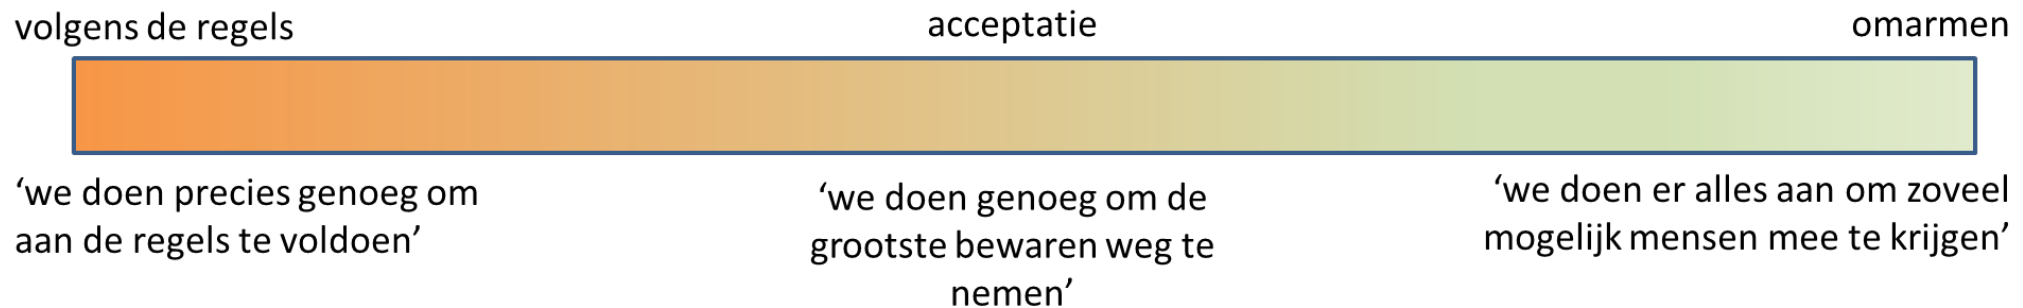 volgens de regels
acceptatie
omarmen
‘we doen precies genoeg om
aan de regels te voldoen’
‘we doen genoeg om de
grootste bewaren weg te
nemen’
‘we doen er alles aan om zoveel
mogelijk mensen mee te krijgen’